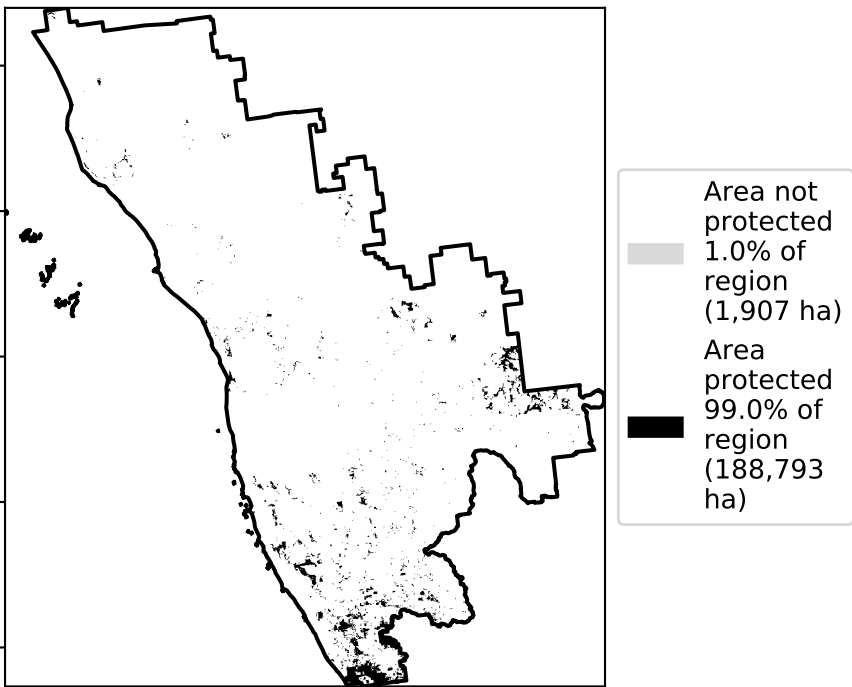 Area not
protected
1.0% of
region
(1,907 ha)
Area
protected
99.0% of
region
(188,793
ha)